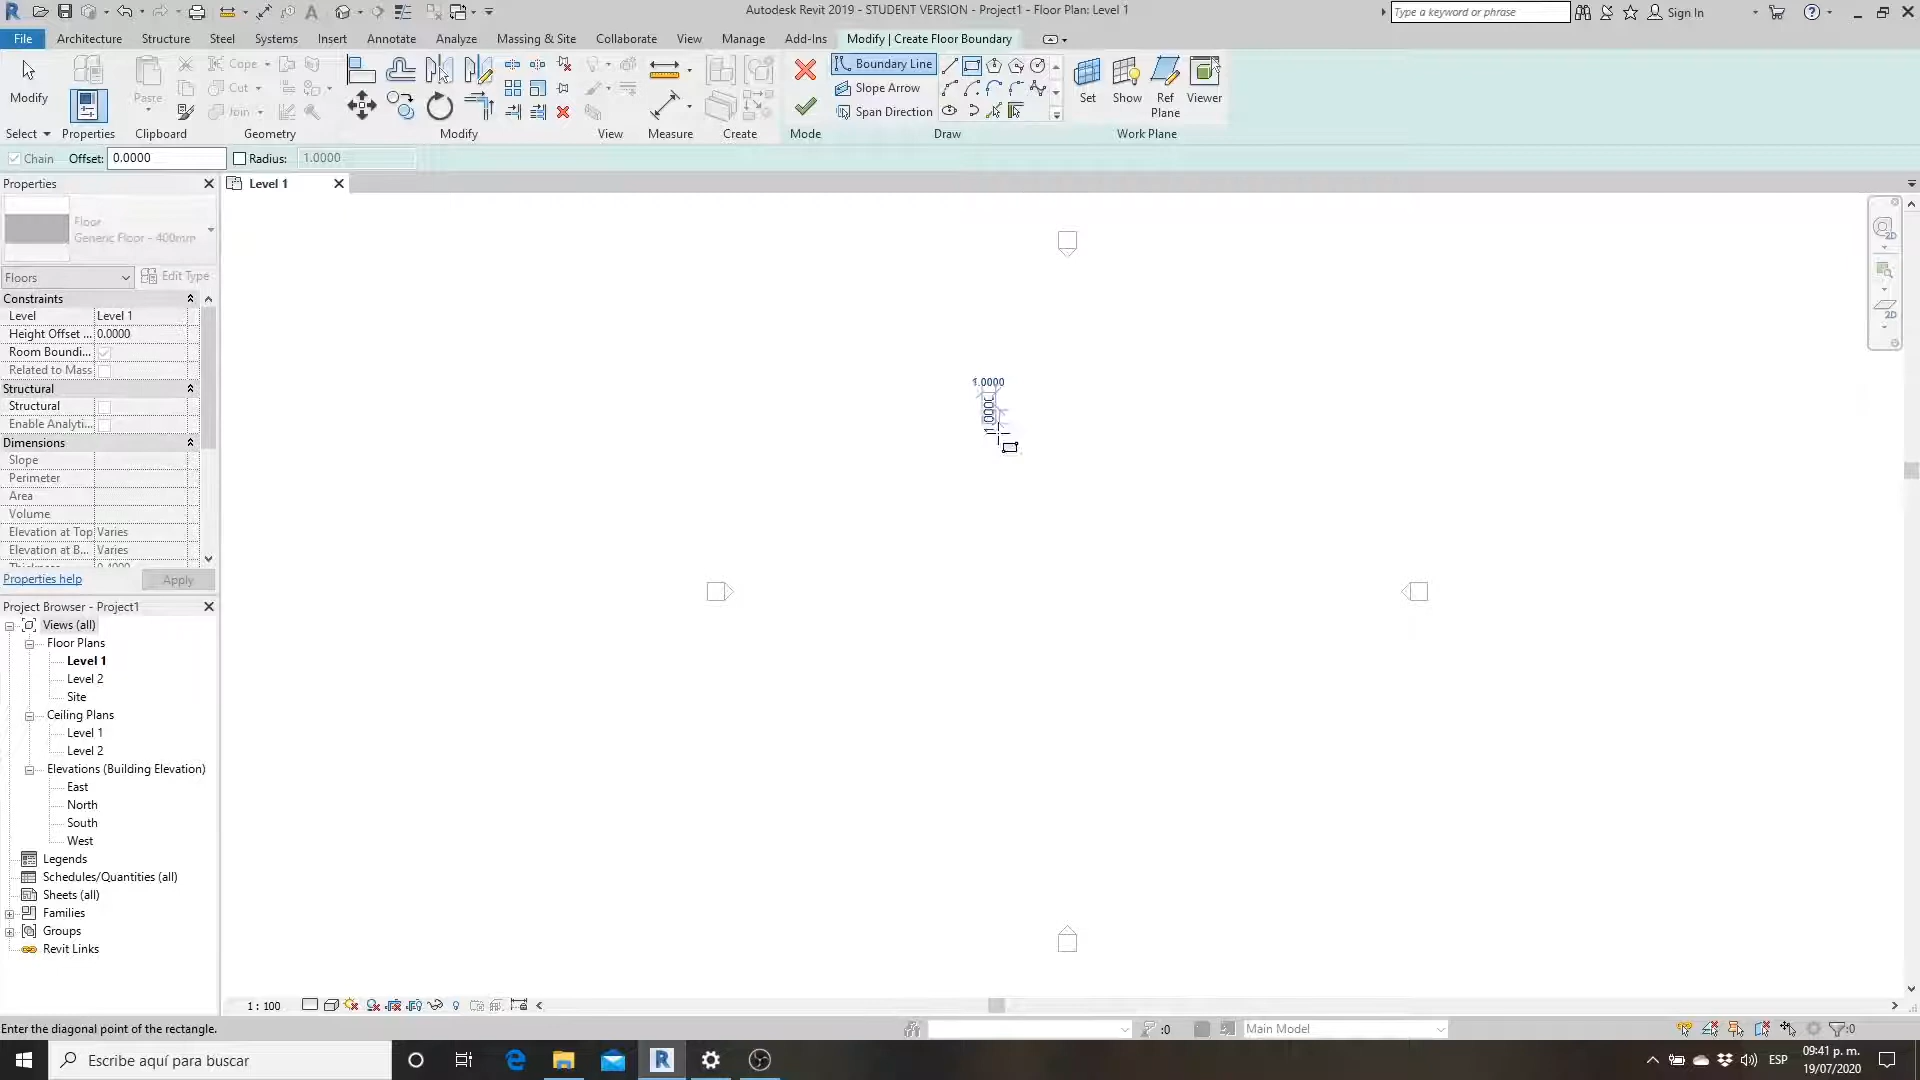 Autodesk Revit 2019 - STUDENT VERSION - Project1 - Floor Plan: Level 1
Type a keyword or phrase
Sign In
File Architecture Structure Steel Systems Insert Annotate Analyze Massing & Site Collaborate View Manage Add-Ins Modify | Create Floor Boundary
Cope Boundary Line
Modify Paste Cut Slope Arrow Set Show Ref Plane Viewer
Join Span Direction
Select Properties Clipboard Geometry Modify View Measure Create Mode Draw Work Plane
Chain Offset: 0.0000 Radius: 1.0000
Properties
Level 1
Floor
Generic Floor - 400mm
Floors Edit Type
Constraints
Level Level 1
Height Offset ... 0.0000
Room Boundi...
Related to Mass
Structural
Structural
Enable Analyti...
Dimensions
Slope
Perimeter
Area
Volume
Elevation at Top Varies
Elevation at B... Varies
Properties help Apply
1.0000
2D
2D
Project Browser - Project1
Views (all)
Floor Plans
Level 1
Level 2
Site
Ceiling Plans
Level 1
Level 2
Elevations (Building Elevation)
East
North
South
West
Legends
Schedules/Quantities (all)
Sheets (all)
Families
Groups
Revit Links
1 : 100
Enter the diagonal point of the rectangle.
:0 Main Model :0
Escribe aquí para buscar
ESP
09:41 p. m.
19/07/2020